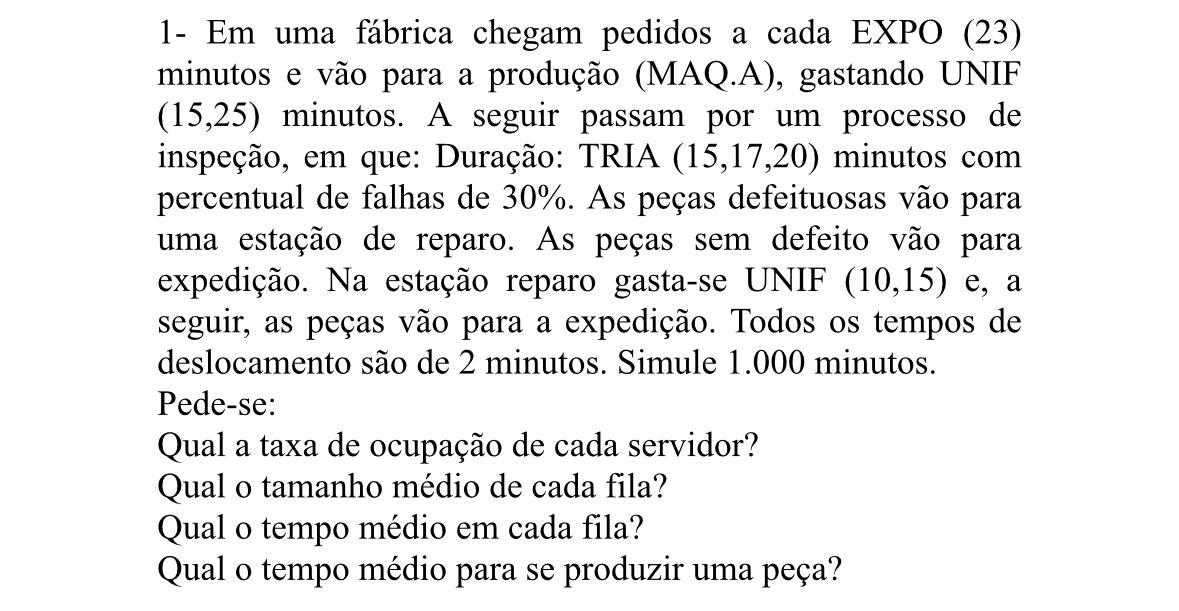 1- Em uma fábrica chegam pedidos a cada EXPO (23)
minutos e vão para a produção (MAQ.A), gastando UNIF
(15,25) minutos. A seguir passam por um processo de
inspeção, em que: Duração: TRIA (15,17,20) minutos com
percentual de falhas de 30%. As peças defeituosas vão para
uma estação de reparo. As peças sem defeito vão para
expedição. Na estação reparo gasta-se UNIF (10,15) e, a
seguir, as peças vão para a expedição. Todos os tempos de
deslocamento são de 2 minutos. Simule 1.000 minutos.
Pede-se:
Qual a taxa de ocupação de cada servidor?
Qual o tamanho médio de cada fila?
Qual o tempo médio em cada fila?
Qual o tempo médio para se produzir uma peça?